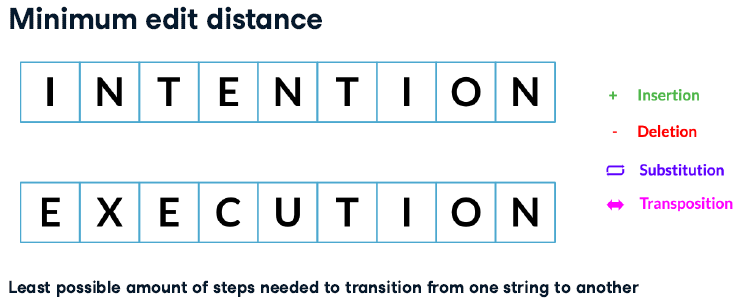 Minimum edit distance
I N T E N T I O N
+ Insertion
- Deletion
Substitution
Transposition
E X E C U T I O N
Least possible amount of steps needed to transition from one string to another